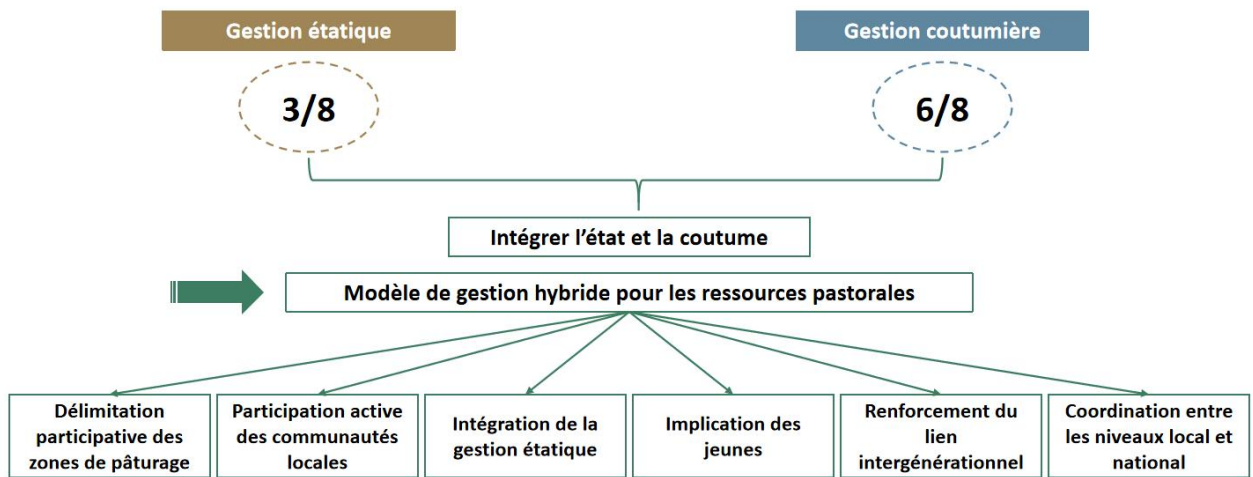 Gestion étatique
Gestion coutumière
3/8
6/8
Intégrer l'état et la coutume
Modèle de gestion hybride pour les ressources pastorales
Délimitation
participative des
zones de pâturage
Participation active
des communautés
locales
Intégration de la
gestion étatique
Implication des
jeunes
Renforcement du
lien
intergénérationnel
Coordination entre
les niveaux local et
national